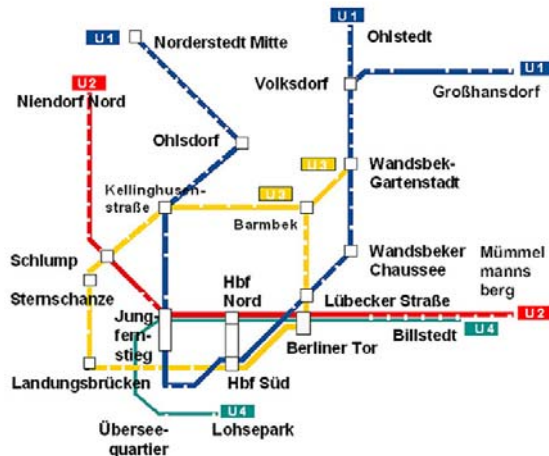 U1
Norderstedt Mitte
U1
Ohlstedt
U1
U2
Niendorf Nord
Volksdorf
Großhansdorf
Ohlsdorf
U3
Wandsbek-
Gartenstadt
Kellinghusen-
straße
U3
Barmbek
Schlump
Sternschanze
Hbf
Nord
Wandsbeker
Chaussee
Mümmel
manns
berg
Jung-
fern-
stieg
Lübecker Straße
U2
Billstedt
U4
Berliner Tor
Landungsbrücken
Hbf Süd
U4
Übersee-
quartier
Lohsepark